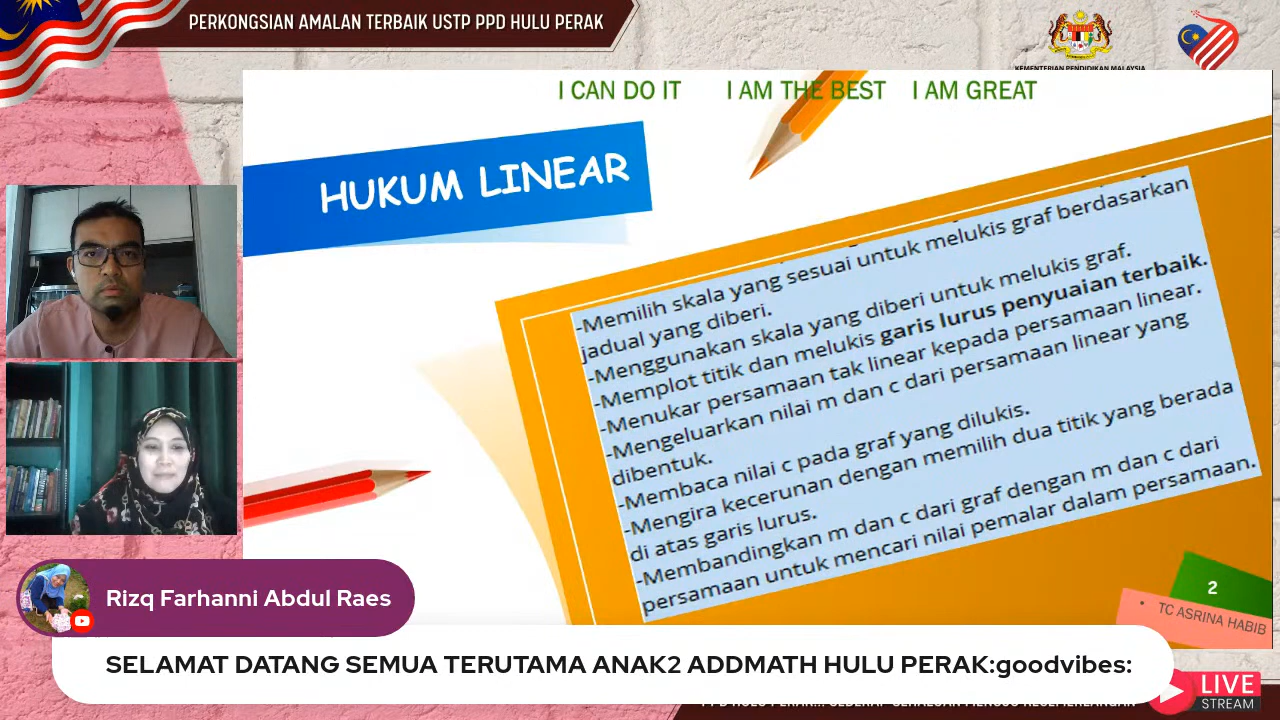 PERKONGSIAN AMALAN TERBAIK USTP PPD HULU PERAK
KEMENTERIAN PENDIDIKAN MALAYSIA
I CAN DO IT I AM THE BEST I AM GREAT
HUKUM LINEAR
-Memilih skala yang sesuai untuk melukis graf berdasarkan
jadual yang diberi.
-Menggunakan skala yang diberi untuk melukis graf.
-Memplot titik dan melukis garis lurus penyuaian terbaik.
-Menukar persamaan tak linear kepada persamaan linear.
-Mengeluarkan nilai m dan c dari persamaan linear yang
dibentuk.
-Membaca nilai c pada graf yang dilukis.
-Mengira kecerunan dengan memilih dua titik yang berada
di atas garis lurus.
-Membandingkan m dan c dari graf dengan m dan c dari
persamaan untuk mencari nilai pemalar dalam persamaan.
2
• TC ASRINA HABIB
Rizq Farhanni Abdul Raes
SELAMAT DATANG SEMUA TERUTAMA ANAK2 ADDMATH HULU PERAK:goodvibes:
LIVE
STREAM